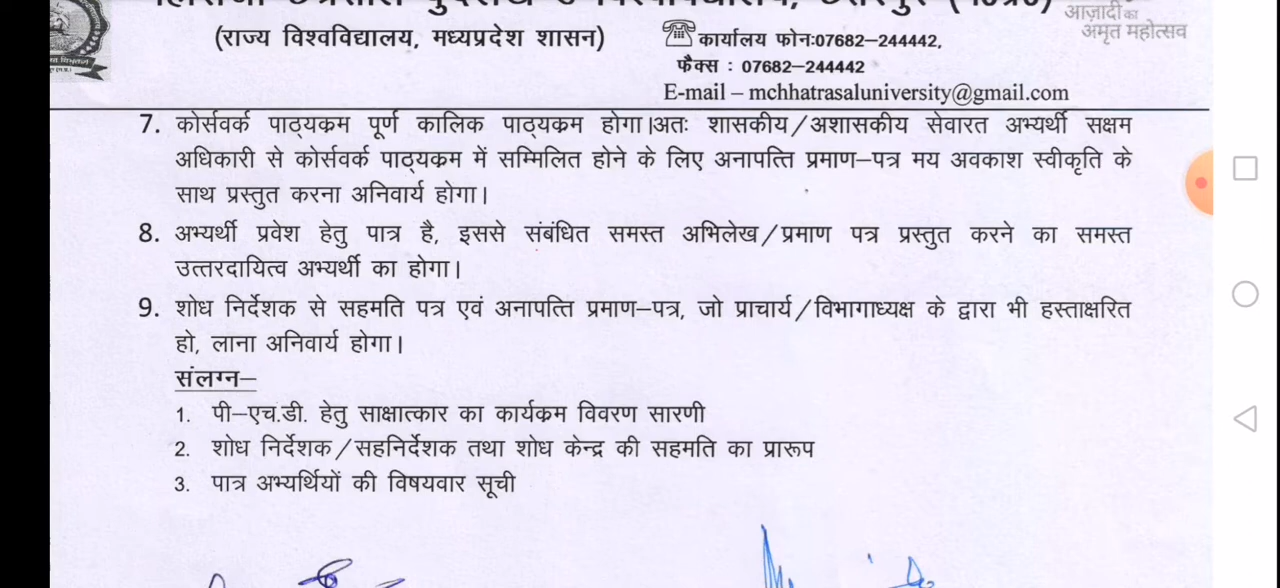 (राज्य विश्वविद्यालय, मध्यप्रदेश शासन)
आज़ादी का
अमृत महोत्सव
कार्यालय फोनः07682–244442,
फैक्स : 07682–244442
E-mail – mchhatrasaluniversity@gmail.com
7. कोर्सवर्क पाठ्यक्रम पूर्ण कालिक पाठ्यक्रम होगा।अतः शासकीय/अशासकीय सेवारत अभ्यर्थी सक्षम
अधिकारी से कोर्सवर्क पाठ्यक्रम में सम्मिलित होने के लिए अनापत्ति प्रमाण–पत्र मय अवकाश स्वीकृति के
साथ प्रस्तुत करना अनिवार्य होगा।
8. अभ्यर्थी प्रवेश हेतु पात्र है, इससे संबंधित समस्त अभिलेख/प्रमाण पत्र प्रस्तुत करने का समस्त
उत्तरदायित्व अभ्यर्थी का होगा।
9. शोध निर्देशक से सहमति पत्र एवं अनापत्ति प्रमाण–पत्र, जो प्राचार्य/विभागाध्यक्ष के द्वारा भी हस्ताक्षरित
हो, लाना अनिवार्य होगा।
संलग्न–
1. पी–एच.डी. हेतु साक्षात्कार का कार्यक्रम विवरण सारणी
2. शोध निर्देशक/सहनिर्देशक तथा शोध केन्द्र की सहमति का प्रारूप
3. पात्र अभ्यर्थियों की विषयवार सूची